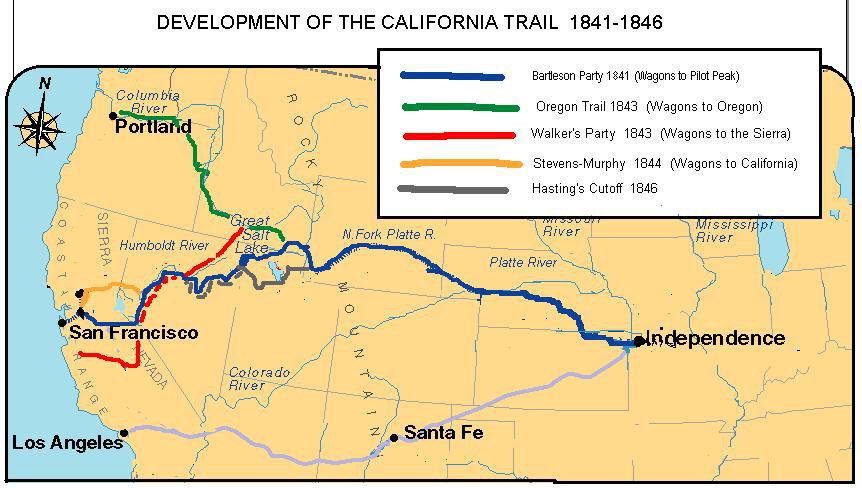 DEVELOPMENT OF THE CALIFORNIA TRAIL 1841-1846
Bartleson Party 1841 (Wagons to Pilot Peak)
Oregon Trail 1843 (Wagons to Oregon)
Walker's Party 1843 (Wagons to the Sierra)
Stevens-Murphy 1844 (Wagons to California)
Hasting's Cutoff 1846
N
Columbia
River
Portland
ROCKY
MOUNTAIN
Great
Salt
Lake
Humboldt River
N.Fork Platte R.
Platte River
Missouri
River
Mississippi
River
COAST
RANGE
SIERRA
NEVADA
San Francisco
Independence
Colorado
River
Los Angeles
Santa Fe